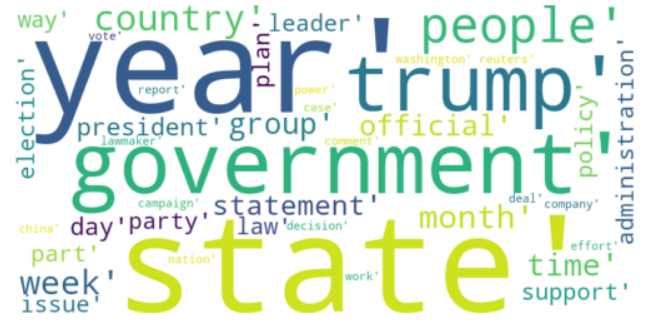 way' country' leader' people'
vote' plan'
year' trump'
washington' reuters'
report' power'
case'
election' president' group' official' policy' administration'
lawmaker' comment'
government'
campaign' statement' deal' company'
day' party' law' decision' month'
china'
state'
part' nation' effort'
week' work' time'
issue' support'